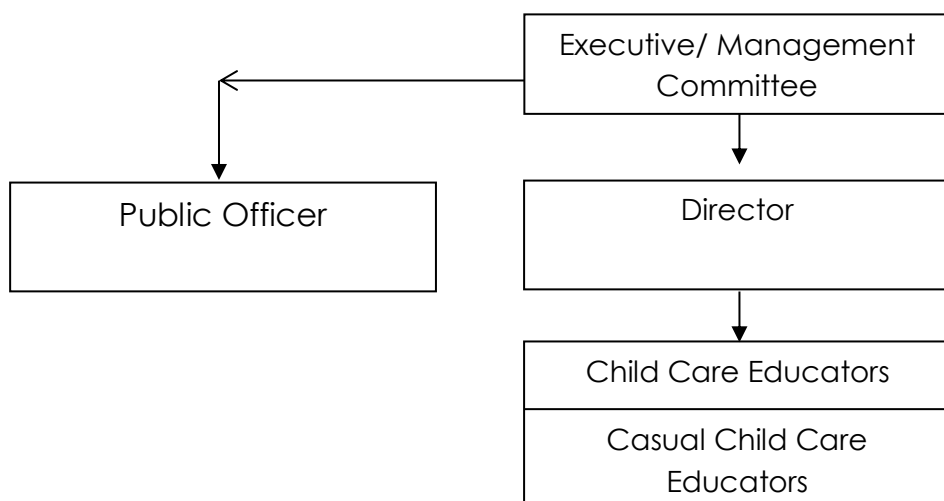 Executive/ Management
Committee
Public Officer
Director
Child Care Educators
Casual Child Care
Educators